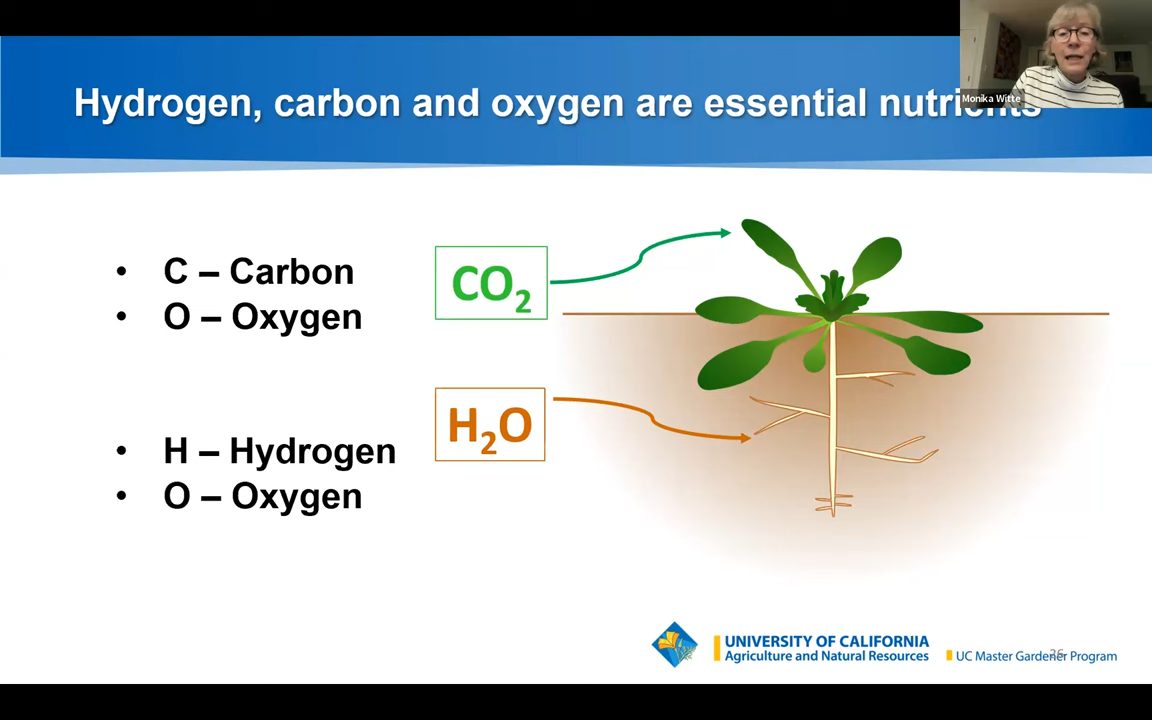 Hydrogen, carbon and oxygen are essential nutrients
Monika Witte
• C – Carbon
• O – Oxygen
CO₂
• H – Hydrogen
• O – Oxygen
H₂O
UNIVERSITY OF CALIFORNIA
Agriculture and Natural Resources
UC Master Gardener Program
26